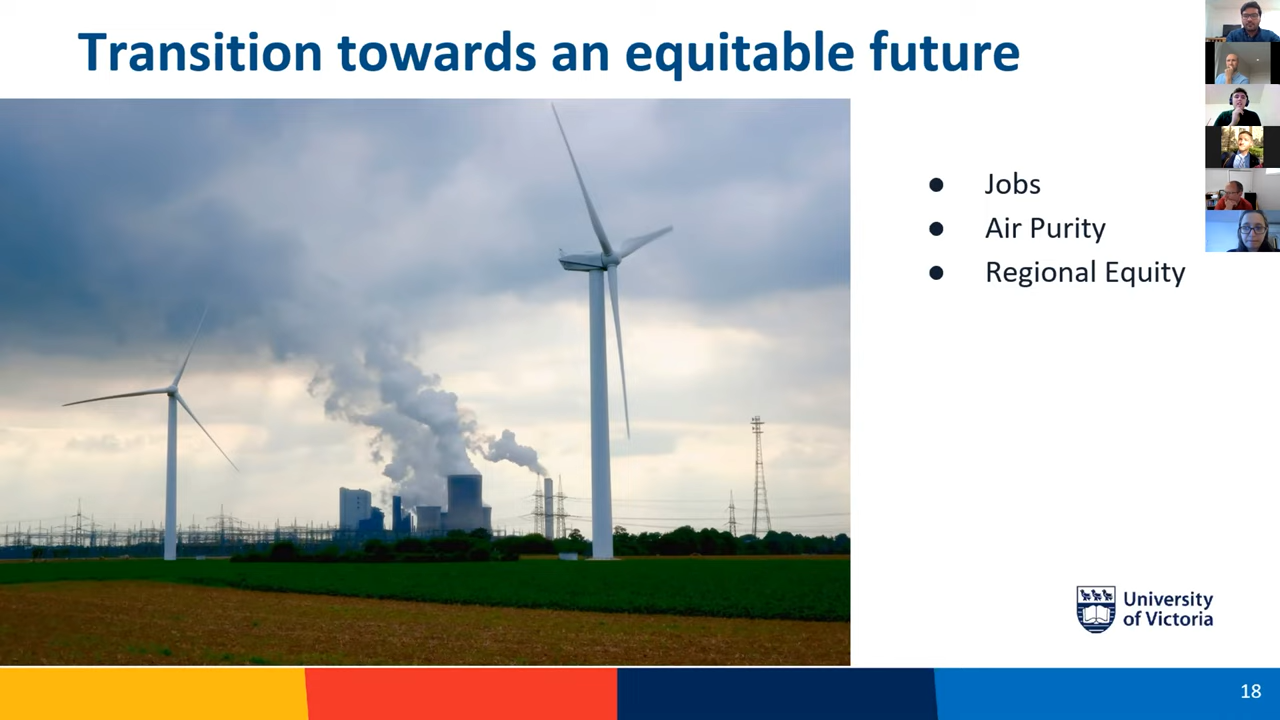 Transition towards an equitable future
● Jobs
● Air Purity
● Regional Equity
University
of Victoria
18